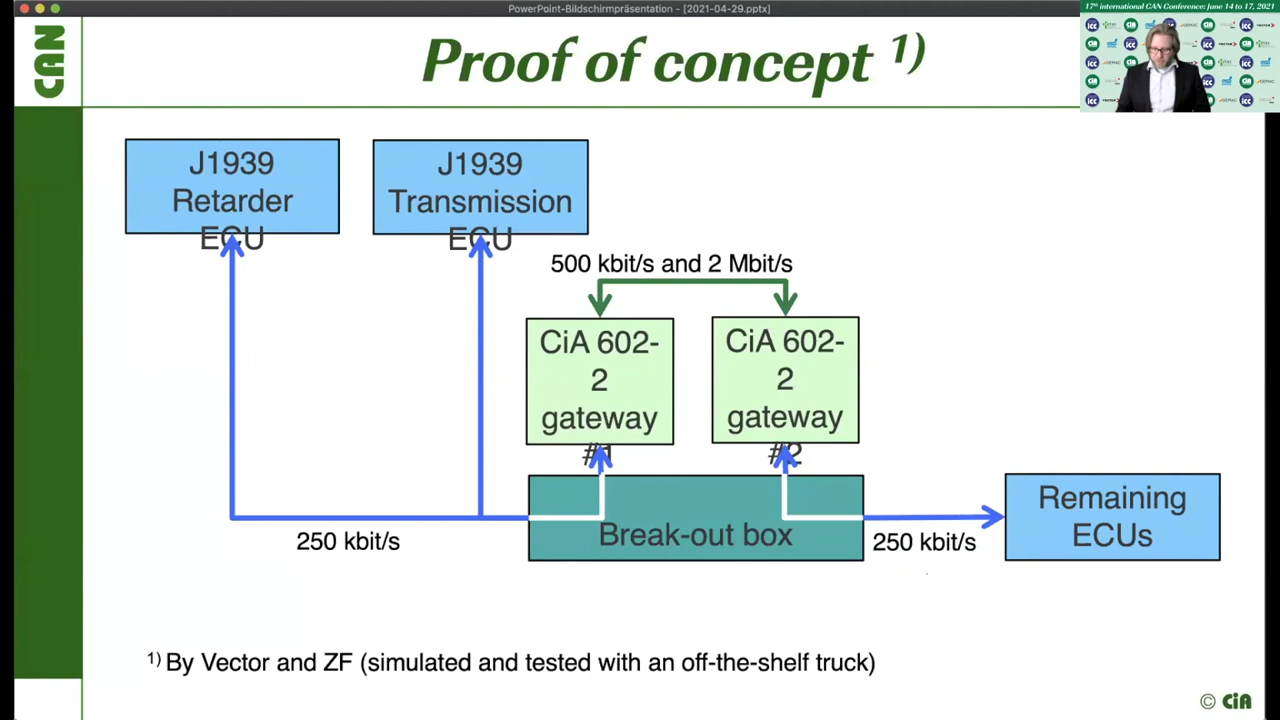 PowerPoint-Bildschirmpräsentation - [2021-04-29.pptx]
17th international CAN Conference: June 14 to 17, 2021
CAN
Proof of concept 1)
J1939
Retarder
ECU
J1939
Transmission
ECU
500 kbit/s and 2 Mbit/s
CiA 602-
2
gateway
#1
CiA 602-
2
gateway
#2
Break-out box
Remaining
ECUs
250 kbit/s
250 kbit/s
1) By Vector and ZF (simulated and tested with an off-the-shelf truck)
© CiA